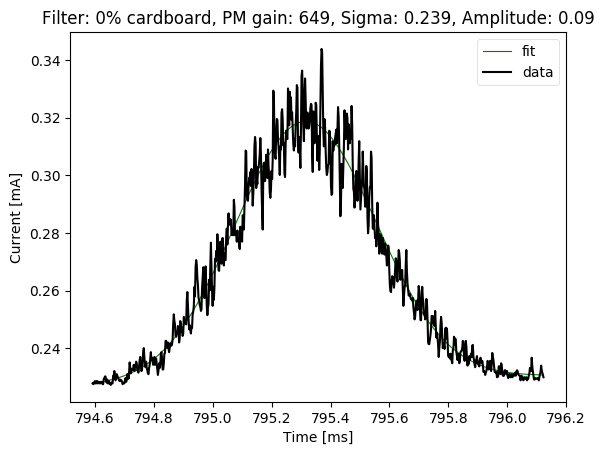 Filter: 0% cardboard, PM gain: 649, Sigma: 0.239, Amplitude: 0.09
fit
data
0.34
0.32
0.30
0.28
0.26
0.24
Current [mA]
794.6 794.8 795.0 795.2 795.4 795.6 795.8 796.0 796.2
Time [ms]